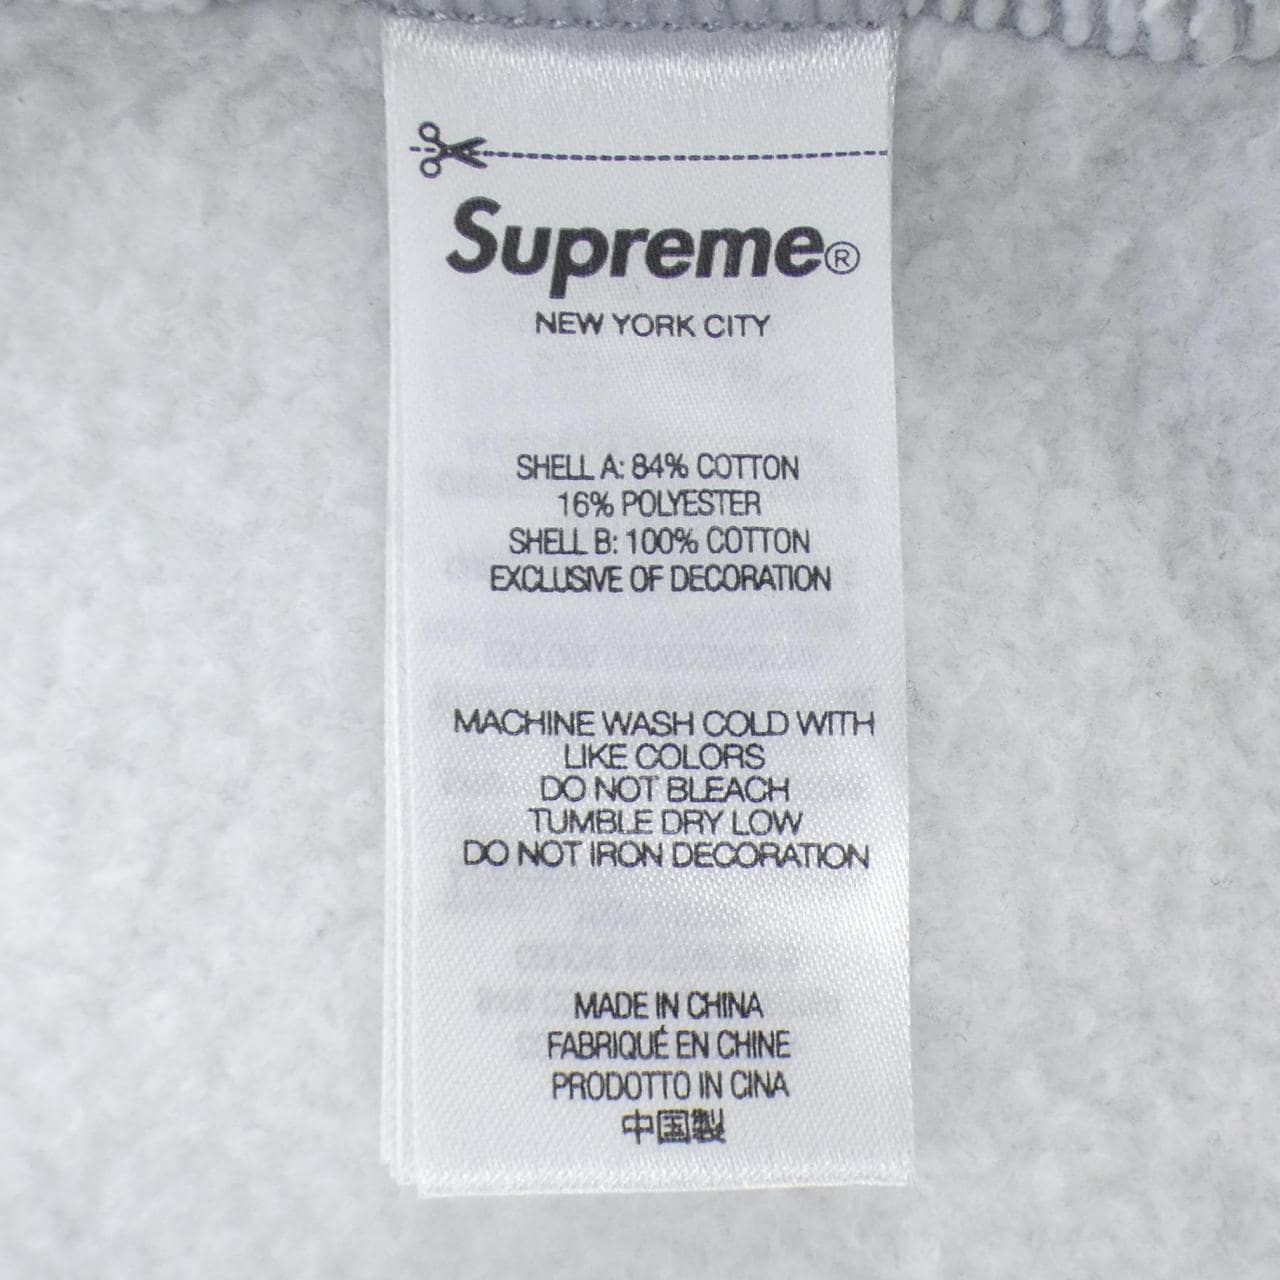 Supreme®
NEW YORK CITY
SHELL A: 84% COTTON
16% POLYESTER
SHELL B: 100% COTTON
EXCLUSIVE OF DECORATION
MACHINE WASH COLD WITH
LIKE COLORS
DO NOT BLEACH
TUMBLE DRY LOW
DO NOT IRON DECORATION
MADE IN CHINA
FABRIQUÉ EN CHINE
PRODOTTO IN CINA
中国製